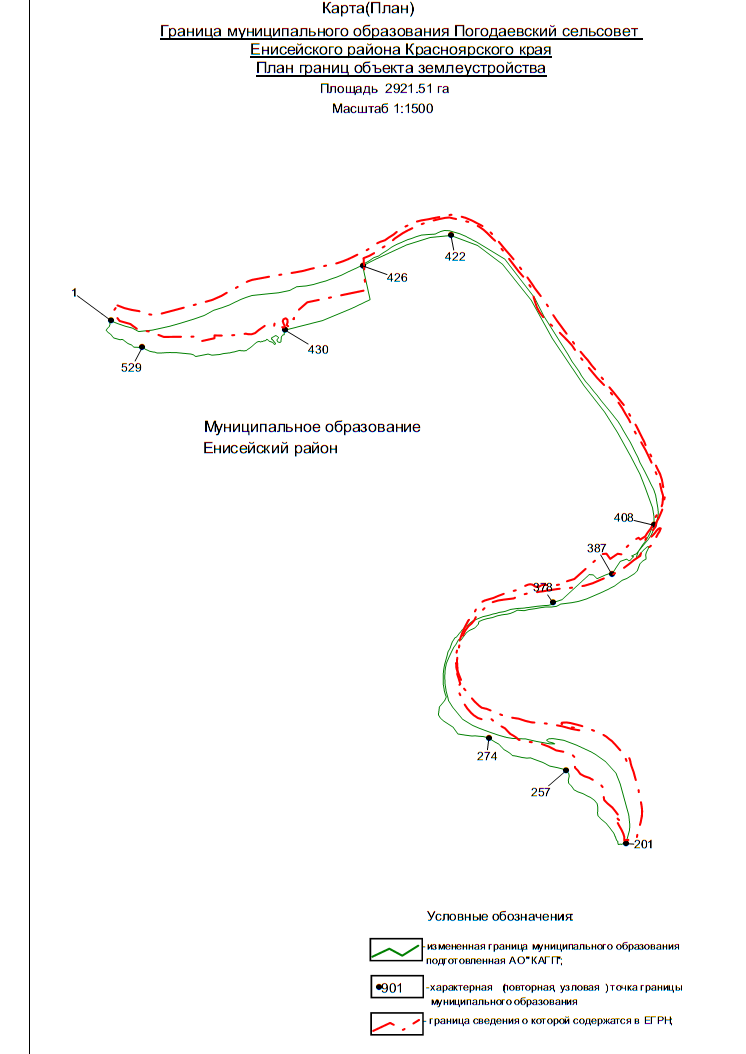 Карта(План)
Граница муниципального образования Погодаевский сельсовет
Енисейского района Красноярского края
План границ объекта землеустройства
Площадь 2921.51 га
Масштаб 1:1500
422
426
1
430
529
Муниципальное образование
Енисейский район
408
387
378
274
257
201
Условные обозначения:
-измененная граница муниципального образования
подготовленная АО"КАГП";
901
-характерная (повторная, узловая ) точка границы
муниципального образования
- граница сведения о которой содержатся в ЕГРН;